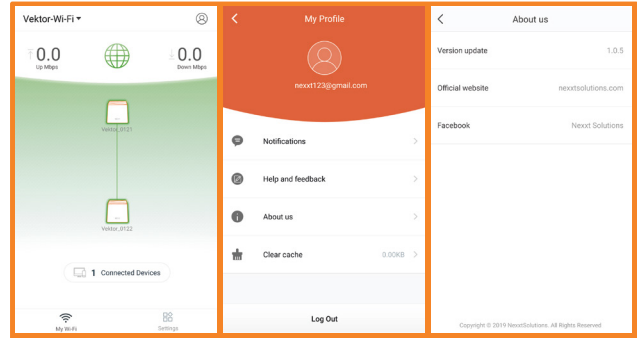 Vektor-Wi-Fi
0.0
Up Mbps
0.0
Down Mbps
Vektor_0121
Vektor_0122
1 Connected Devices
My Wi-Fi
Settings
My Profile
nexxt123@gmail.com
Notifications
Help and feedback
About us
Clear cache 0.00KB
Log Out
About us
Version update 1.0.5
Official website nexxtsolutions.com
Facebook Nexxt Solutions
Copyright © 2019 NexxtSolutions. All Rights Reserved